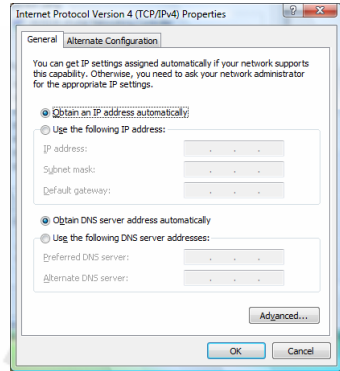 Internet Protocol Version 4 (TCP/IPv4) Properties
General
Alternate Configuration
You can get IP settings assigned automatically if your network supports
this capability. Otherwise, you need to ask your network administrator
for the appropriate IP settings.
Obtain an IP address automatically
Use the following IP address:
IP address:
Subnet mask:
Default gateway:
Obtain DNS server address automatically
Use the following DNS server addresses:
Preferred DNS server:
Alternate DNS server:
Advanced...
OK
Cancel